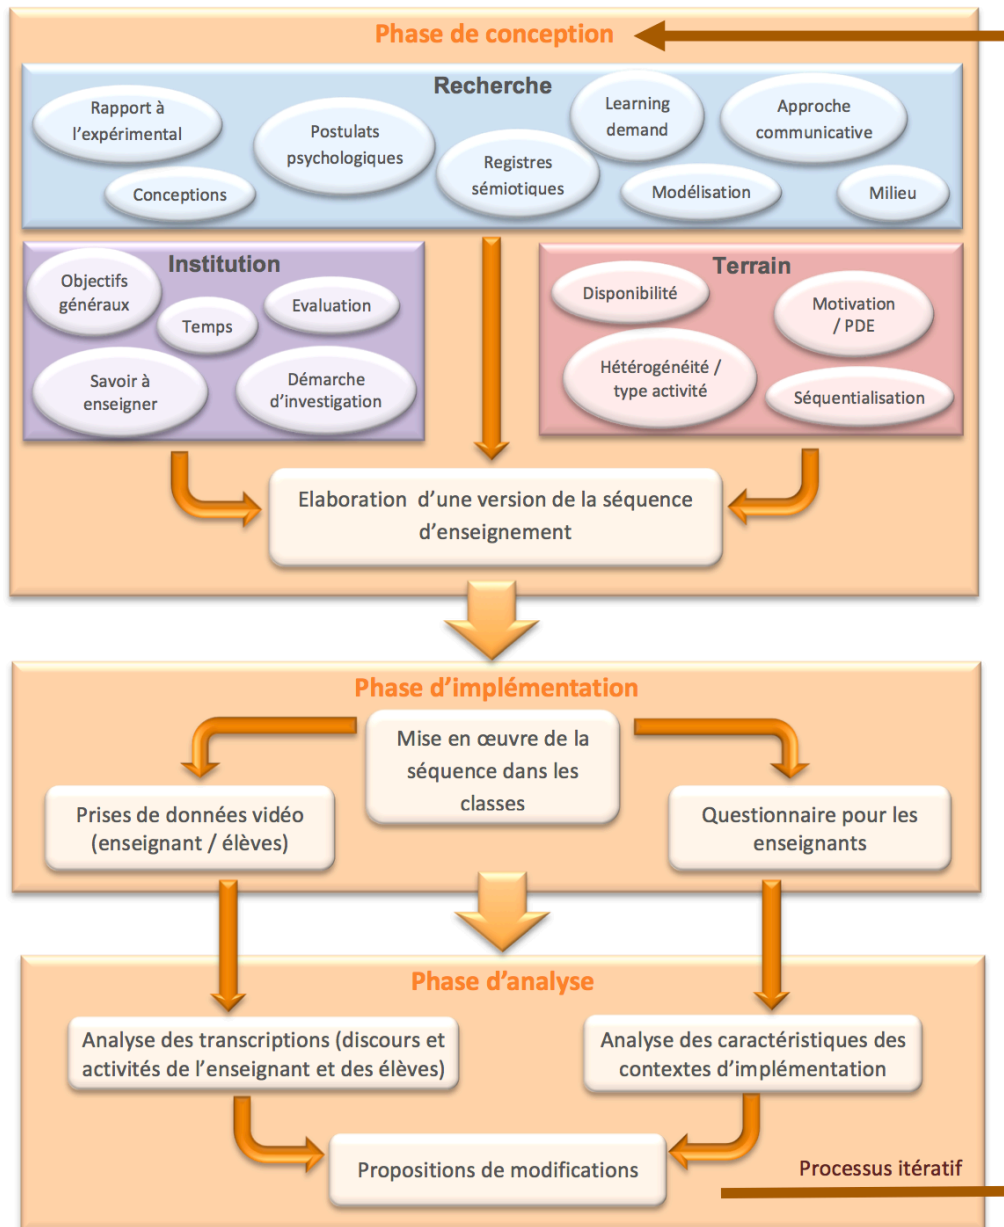 Phase de conception
Recherche
Rapport à
l’expérimental
Conceptions
Postulats
psychologiques
Registres
sémiotiques
Learning
demand
Modélisation
Approche
communicative
Milieu
Institution
Objectifs
généraux
Temps
Evaluation
Savoir à
enseigner
Démarche
d’investigation
Terrain
Disponibilité
Motivation
/ PDE
Hétérogénéité /
type activité
Séquentialisation
Elaboration d’une version de la séquence
d’enseignement
Phase d’implémentation
Mise en œuvre de la
séquence dans les
classes
Prises de données vidéo
(enseignant / élèves)
Questionnaire pour les
enseignants
Phase d’analyse
Analyse des transcriptions (discours et
activités de l’enseignant et des élèves)
Analyse des caractéristiques des
contextes d’implémentation
Propositions de modifications
Processus itératif